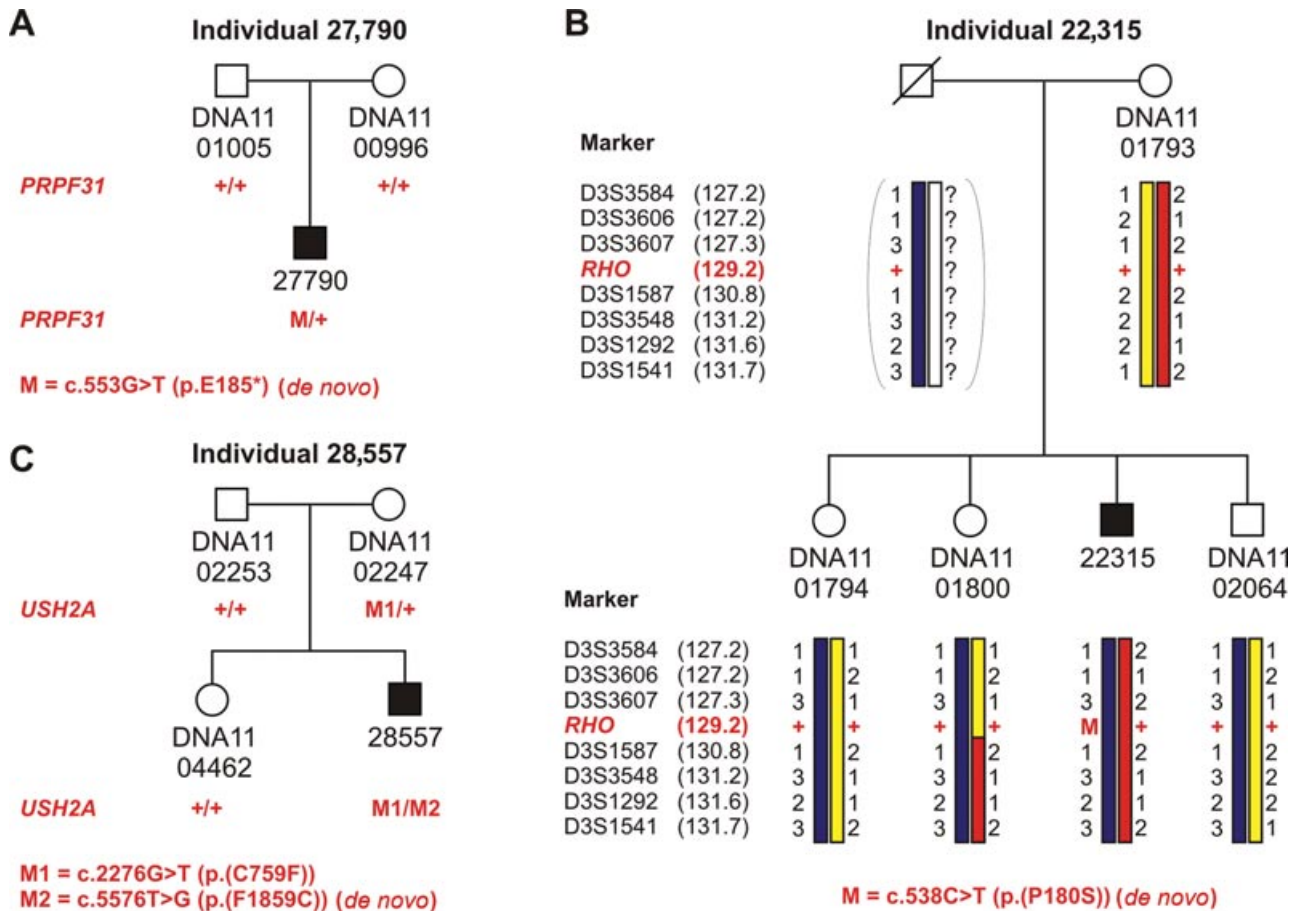 A
Individual 27,790
DNA11
01005
DNA11
00996
PRPF31
+/+
+/+
27790
PRPF31
M/+
M = c.553G>T (p.E185*) (de novo)
B
Individual 22,315
DNA11
01793
Marker
D3S3584 (127.2) 1 ? 1 2
D3S3606 (127.2) 1 ? 2 1
D3S3607 (127.3) 3 ? 1 2
RHO (129.2) + ? + +
D3S1587 (130.8) 1 ? 2 2
D3S3548 (131.2) 3 ? 2 1
D3S1292 (131.6) 2 ? 2 1
D3S1541 (131.7) 3 ? 1 2
DNA11
01794
DNA11
01800
22315
DNA11
02064
Marker
D3S3584 (127.2) 1 1 1 1 1 2 1 1
D3S3606 (127.2) 1 2 1 2 1 1 1 2
D3S3607 (127.3) 3 1 3 1 3 2 3 1
RHO (129.2) + + + + M + + +
D3S1587 (130.8) 1 2 1 2 1 2 1 2
D3S3548 (131.2) 3 1 3 1 3 1 3 2
D3S1292 (131.6) 2 1 2 1 2 1 2 2
D3S1541 (131.7) 3 2 3 2 3 2 3 1
M = c.538C>T (p.(P180S)) (de novo)
C
Individual 28,557
DNA11
02253
DNA11
02247
USH2A
+/+
M1/+
DNA11
04462
28557
USH2A
+/+
M1/M2
M1 = c.2276G>T (p.(C759F))
M2 = c.5576T>G (p.(F1859C)) (de novo)